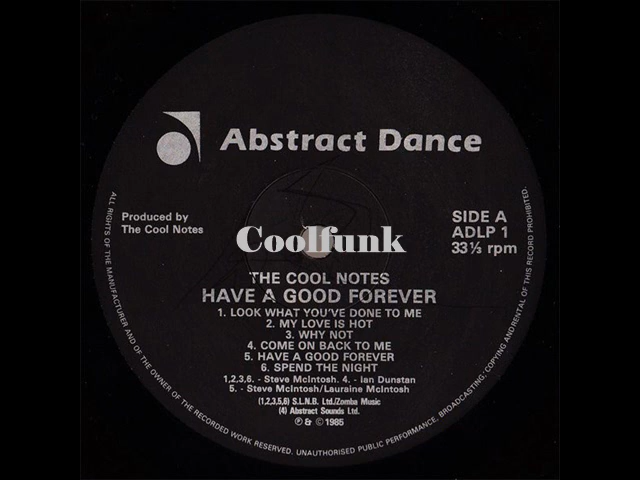 Abstract Dance
Produced by
The Cool Notes
SIDE A
ADLP 1
33⅓ rpm
Coolfunk
THE COOL NOTES
HAVE A GOOD FOREVER
1. LOOK WHAT YOU'VE DONE TO ME
2. MY LOVE IS HOT
3. WHY NOT
4. COME ON BACK TO ME
5. HAVE A GOOD FOREVER
6. SPEND THE NIGHT
1,2,3,6. - Steve McIntosh. 4. - Ian Dunstan
5. - Steve McIntosh/Lauraine McIntosh
(1,2,3,5,6) S.L.N.B. Ltd./Zomba Music
(4) Abstract Sounds Ltd.
℗ & © 1985
ALL RIGHTS OF THE MANUFACTURER AND OF THE OWNER OF THE RECORDED WORK RESERVED. UNAUTHORISED PUBLIC PERFORMANCE, BROADCASTING, COPYING AND RENTAL OF THIS RECORD PROHIBITED.